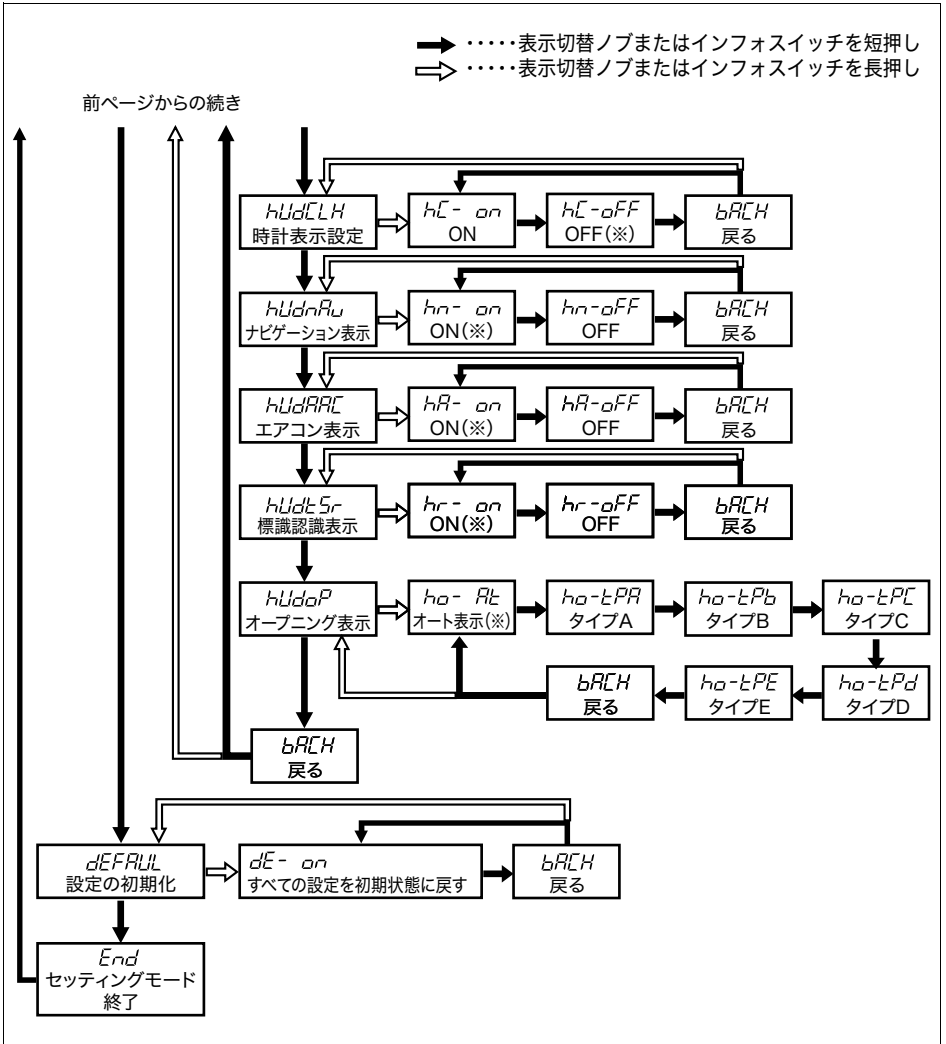 ・・・・・表示切替ノブまたはインフォスイッチを短押し
・・・・・表示切替ノブまたはインフォスイッチを長押し
前ページからの続き
hUdCLH
時計表示設定
hC- on
ON
hC-oFF
OFF(※)
bACH
戻る
hUdnAv
ナビゲーション表示
hn- on
ON(※)
hn-oFF
OFF
bACH
戻る
hUdAAC
エアコン表示
hA- on
ON(※)
hA-oFF
OFF
bACH
戻る
hUdtSr
標識認識表示
hr- on
ON(※)
hr-oFF
OFF
bACH
戻る
hUdoP
オープニング表示
ho- At
オート表示(※)
ho-tPA
タイプA
ho-tPb
タイプB
ho-tPC
タイプC
bACH
戻る
ho-tPE
タイプE
ho-tPd
タイプD
bACH
戻る
dEFAUL
設定の初期化
dE- on
すべての設定を初期状態に戻す
bACH
戻る
End
セッティングモード
終了